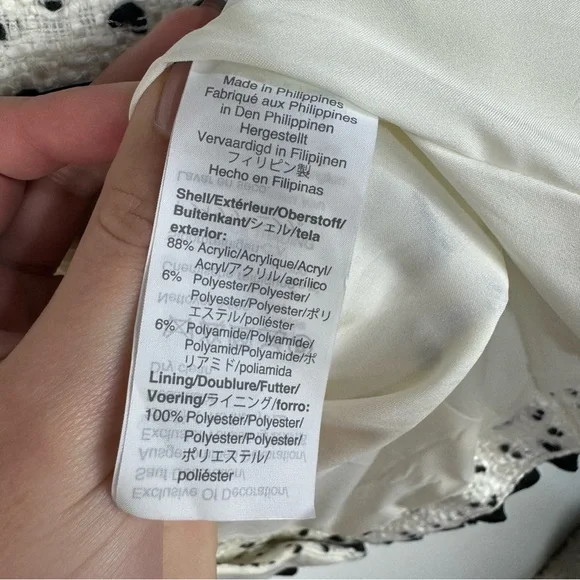 Made in Philippines
Fabriqué aux Philippines
in Den Philippinen
Hergestellt
Vervaardigd in Filipijnen
フィリピン製
Hecho en Filipinas
Shell/Extérieur/Oberstoff/
Buitenkant/シェル/tela
exterior:
88% Acrylic/Acrylique/Acryl/
Acryl/アクリル/acrílico
6% Polyester/Polyester/
Polyester/Polyester/ポリ
エステル/poliéster
6% Polyamide/Polyamide/
Polyamid/Polyamide/ポ
リアミド/poliamida
Lining/Doublure/Futter/
Voering/ライニング/forro:
100% Polyester/Polyester/
Polyester/Polyester/
ポリエステル/
poliéster
Exclusive Of Decoration/